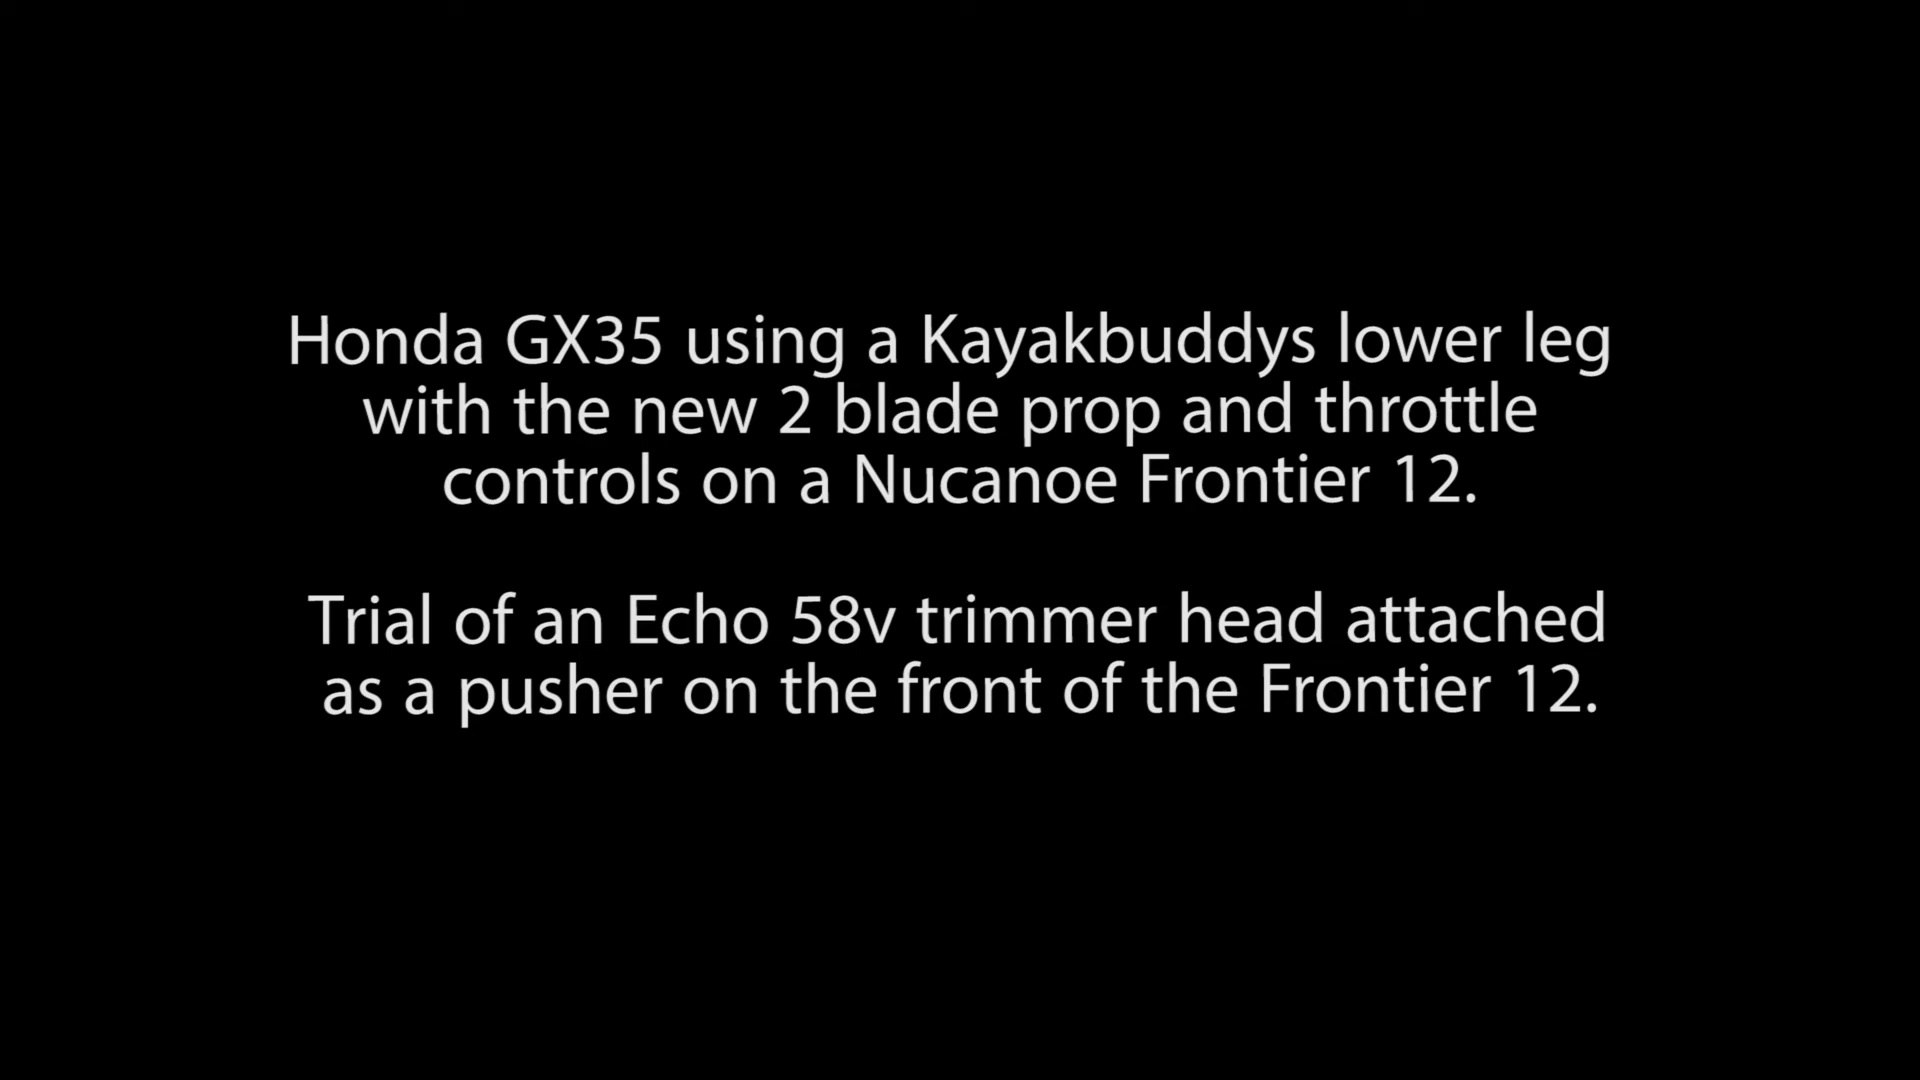 Honda GX35 using a Kayakbuddys lower leg
with the new 2 blade prop and throttle
controls on a Nucanoe Frontier 12.
Trial of an Echo 58v trimmer head attached
as a pusher on the front of the Frontier 12.